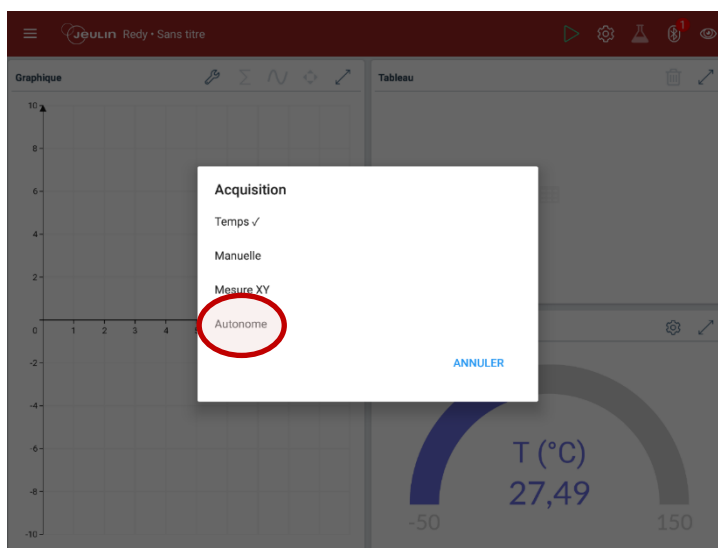 Jeulin Redy • Sans titre
1
Graphique
Tableau
10
8
6
4
2
0 1 2 3 4
-2
-4
-6
-8
-10
Acquisition
Temps ✓
Manuelle
Mesure XY
Autonome
ANNULER
T (°C)
27,49
-50 150